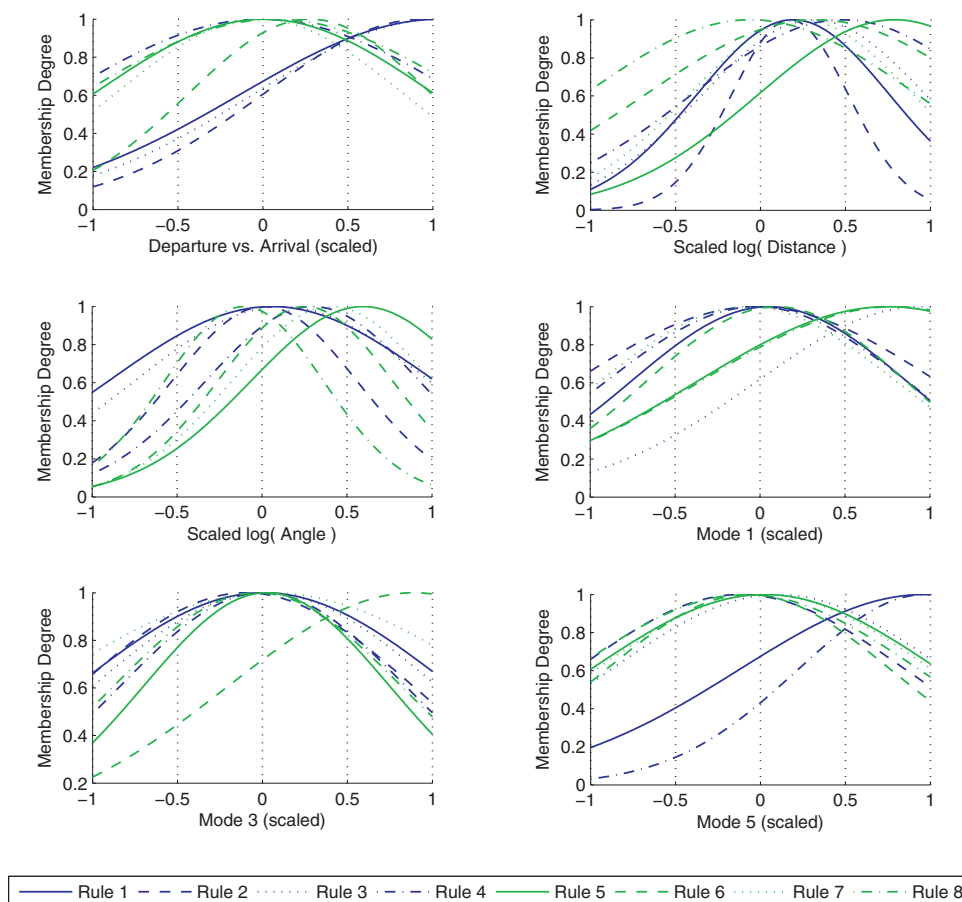 Membership Degree
1
0.8
0.6
0.4
0.2
0
−1 −0.5 0 0.5 1
Departure vs. Arrival (scaled)
Membership Degree
1
0.8
0.6
0.4
0.2
0
−1 −0.5 0 0.5 1
Scaled log( Distance )
Membership Degree
1
0.8
0.6
0.4
0.2
0
−1 −0.5 0 0.5 1
Scaled log( Angle )
Membership Degree
1
0.8
0.6
0.4
0.2
0
−1 −0.5 0 0.5 1
Mode 1 (scaled)
Membership Degree
1
0.8
0.6
0.4
0.2
−1 −0.5 0 0.5 1
Mode 3 (scaled)
Membership Degree
1
0.8
0.6
0.4
0.2
0
−1 −0.5 0 0.5 1
Mode 5 (scaled)
Rule 1 Rule 2 Rule 3 Rule 4 Rule 5 Rule 6 Rule 7 Rule 8